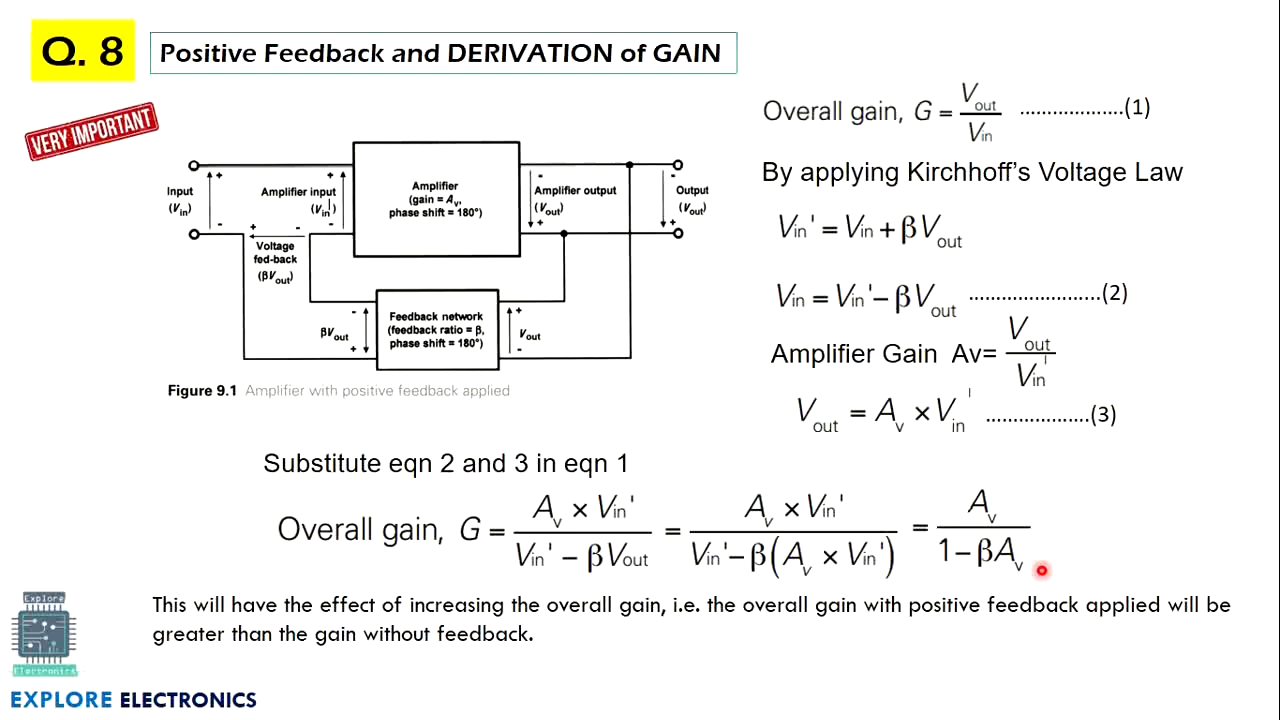 Q. 8
Positive Feedback and DERIVATION of GAIN
VERY IMPORTANT
Input
(Vin)
+
-
Amplifier input
(Vin')
+
-
Amplifier
(gain = Av,
phase shift = 180°)
-
Amplifier output
(Vout)
+
-
Output
(Vout)
+
+ -
Voltage
fed-back
(βVout)
βVout
-
+
Feedback network
(feedback ratio = β,
phase shift = 180°)
+
Vout
-
Figure 9.1 Amplifier with positive feedback applied
Overall gain, G = Vout / Vin ...................(1)
By applying Kirchhoff's Voltage Law
Vin' = Vin + βVout
Vin = Vin' – βVout ........................(2)
Amplifier Gain Av= Vout / Vin'
Vout = Av × Vin' ...................(3)
Substitute eqn 2 and 3 in eqn 1
Overall gain, G = Av × Vin' / Vin' – βVout = Av × Vin' / Vin' – β(Av × Vin') = Av / 1 – βAv
This will have the effect of increasing the overall gain, i.e. the overall gain with positive feedback applied will be
greater than the gain without feedback.
Explore
Electronics
EXPLORE ELECTRONICS